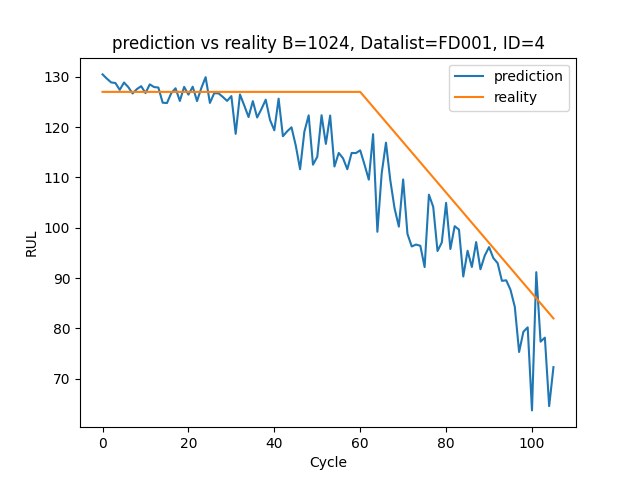 prediction vs reality B=1024, Datalist=FD001, ID=4
prediction
reality
130
120
110
100
90
80
70
RUL
0 20 40 60 80 100
Cycle